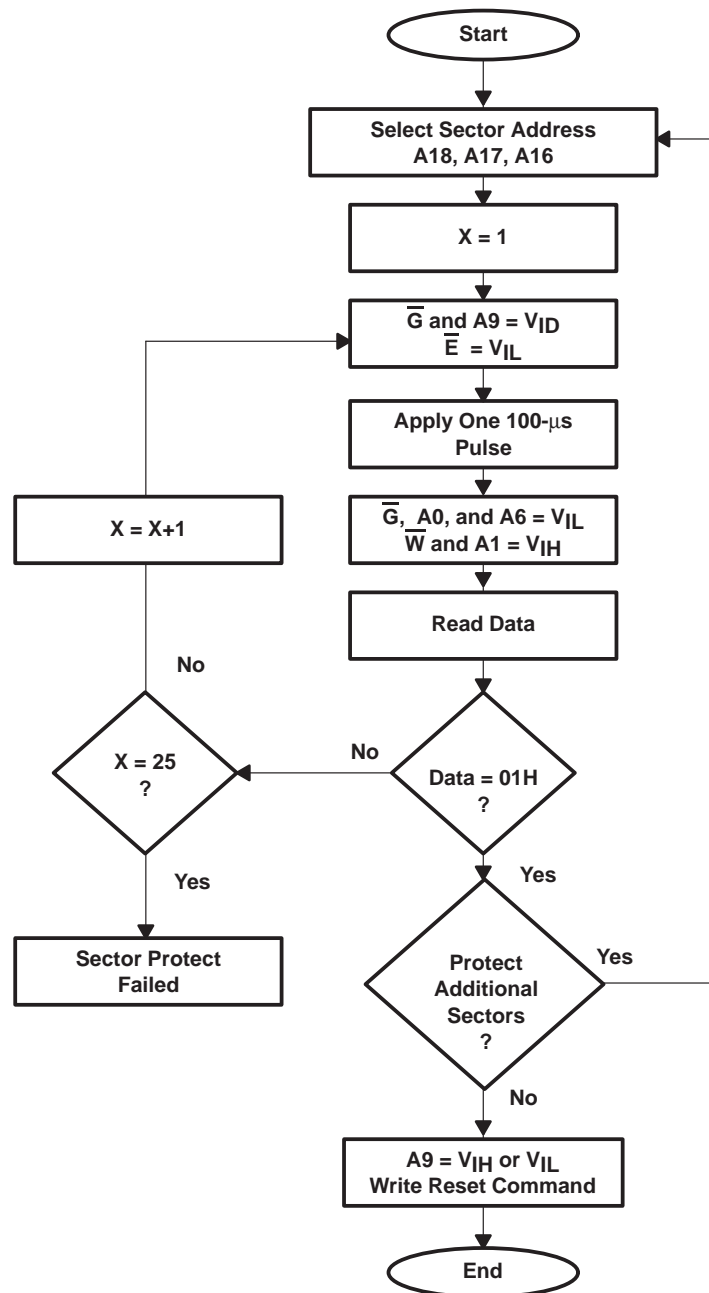 Start
Select Sector Address
A18, A17, A16
X = 1
G̅ and A9 = VID
E̅ = VIL
Apply One 100-μs
Pulse
X = X+1
G̅, A0, and A6 = VIL
W̅ and A1 = VIH
Read Data
No
X = 25
?
No
Data = 01H
?
Yes
Yes
Sector Protect
Failed
Protect
Additional
Sectors
?
Yes
No
A9 = VIH or VIL
Write Reset Command
End